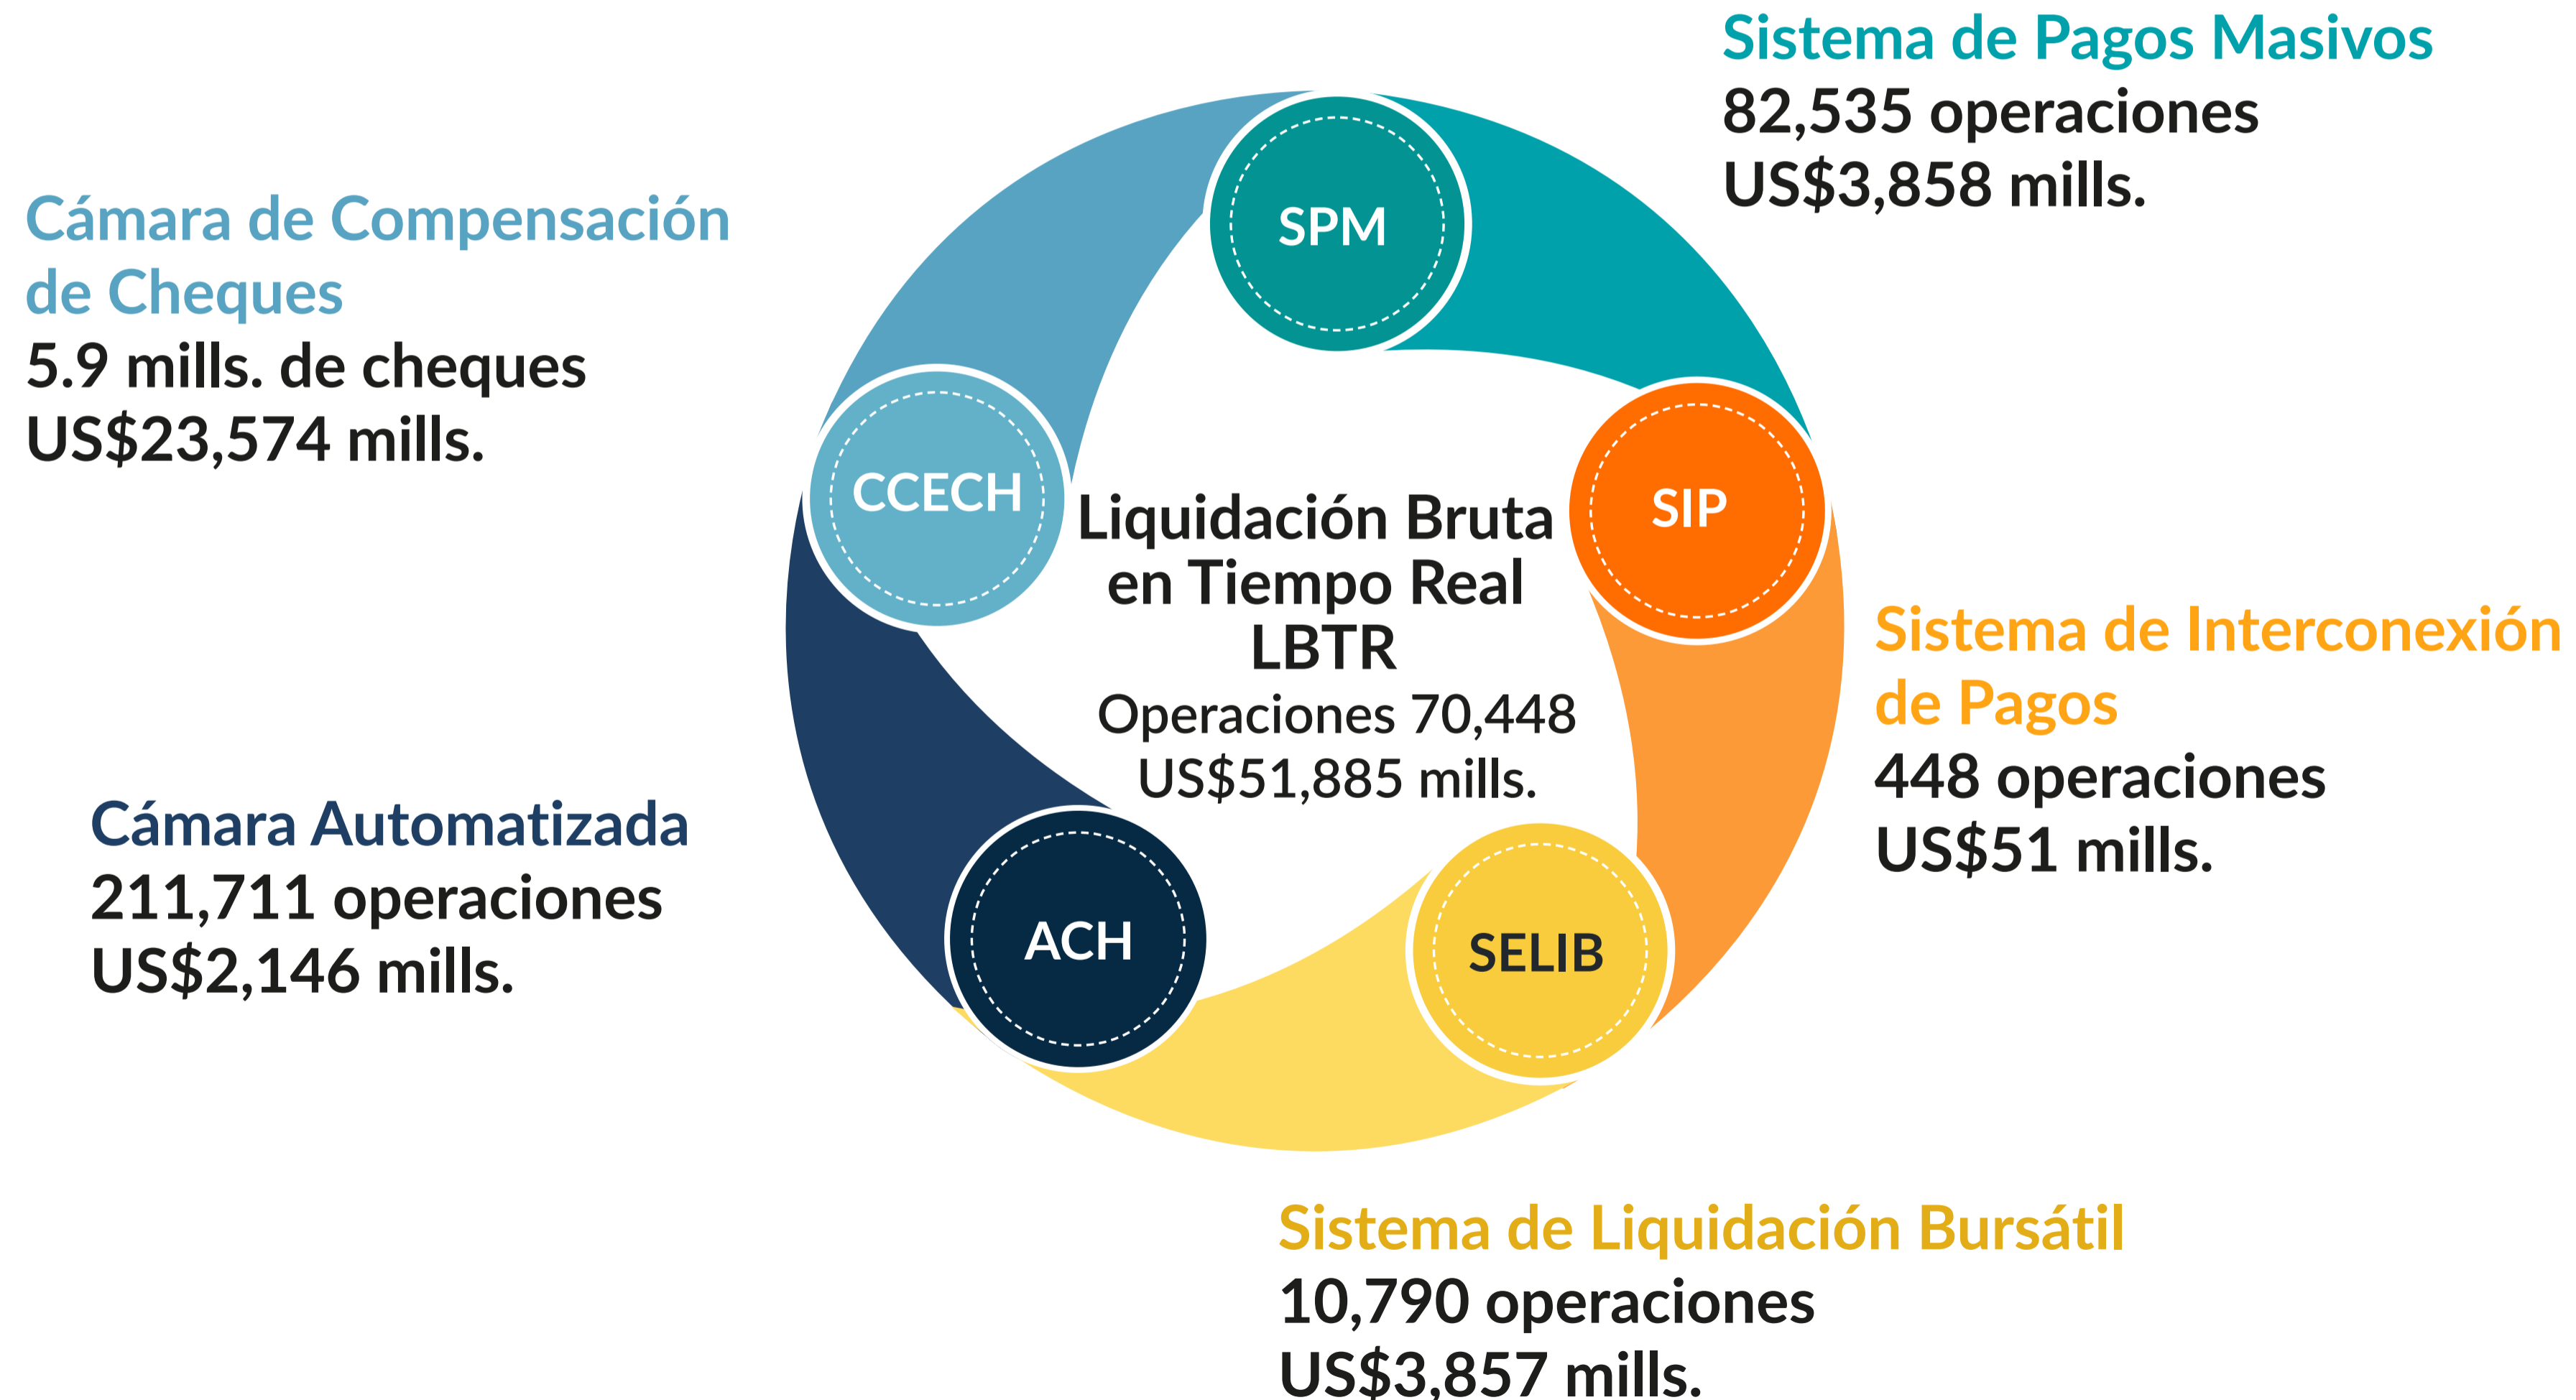 Sistema de Pagos Masivos
82,535 operaciones
US$3,858 mills.
SPM
Cámara de Compensación
de Cheques
5.9 mills. de cheques
US$23,574 mills.
CCECH
SIP
Liquidación Bruta
en Tiempo Real
LBTR
Operaciones 70,448
US$51,885 mills.
Sistema de Interconexión
de Pagos
448 operaciones
US$51 mills.
Cámara Automatizada
211,711 operaciones
US$2,146 mills.
ACH
SELIB
Sistema de Liquidación Bursátil
10,790 operaciones
US$3,857 mills.